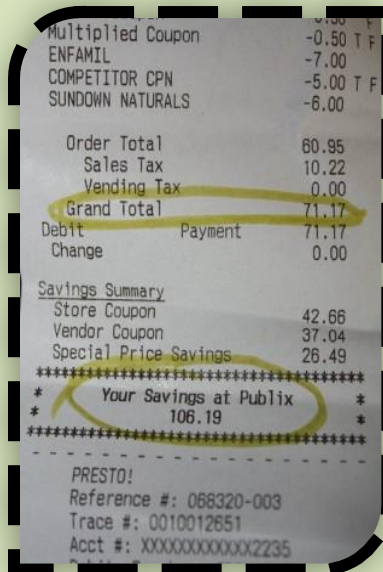 -0.50 T F
Multiplied Coupon -0.50 T F
ENFAMIL -7.00
COMPETITOR CPN -5.00 T F
SUNDOWN NATURALS -6.00
Order Total 60.95
Sales Tax 10.22
Vending Tax 0.00
Grand Total 71.17
Debit Payment 71.17
Change 0.00
Savings Summary
Store Coupon 42.66
Vendor Coupon 37.04
Special Price Savings 26.49
****************************************
* Your Savings at Publix *
* 106.19 *
****************************************
PRESTO!
Reference #: 068320-003
Trace #: 0010012651
Acct #: XXXXXXXXXXXX2235